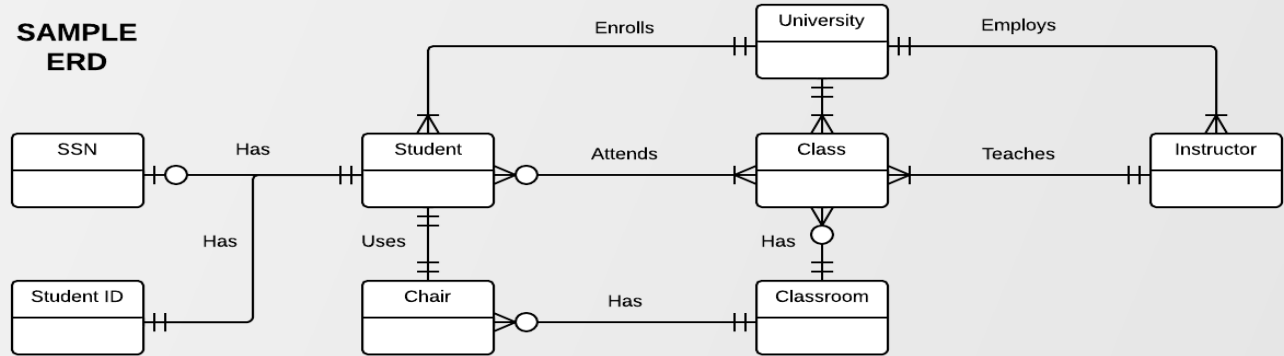 SAMPLE
ERD
University
Enrolls
Employs
SSN
Has
Student
Attends
Class
Teaches
Instructor
Has
Uses
Has
Student ID
Chair
Has
Classroom